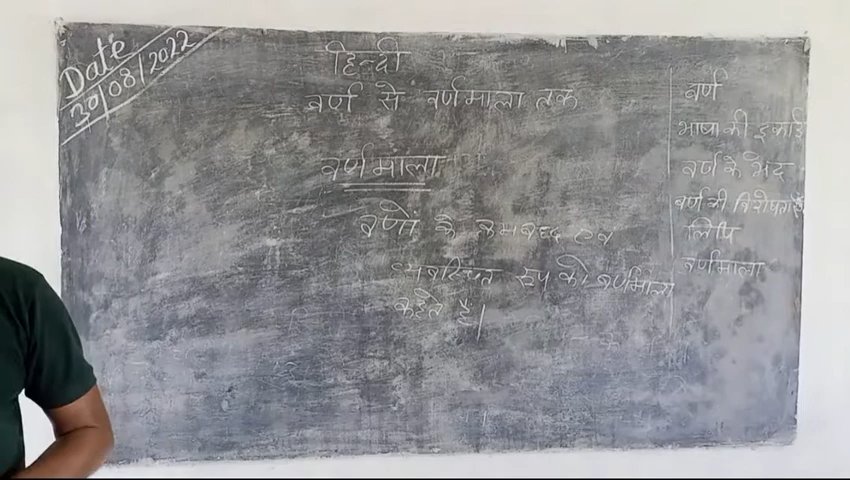 Date
30/08/2022
हिन्दी
वर्ण से वर्णमाला तक
वर्णमाला
वर्णों के क्रमबद्ध एवं
व्यवस्थित रूप को वर्णमाला
कहते है।
वर्ण
भाषा की इकाई
वर्ण के भेद
वर्ण की विशेषताएँ
लिपि
वर्णमाला